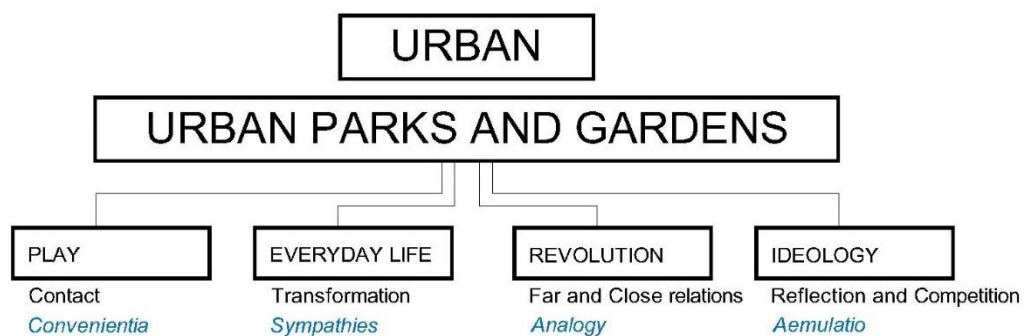 URBAN
URBAN PARKS AND GARDENS
PLAY
Contact
Convenientia
EVERYDAY LIFE
Transformation
Sympathies
REVOLUTION
Far and Close relations
Analogy
IDEOLOGY
Reflection and Competition
Aemulatio